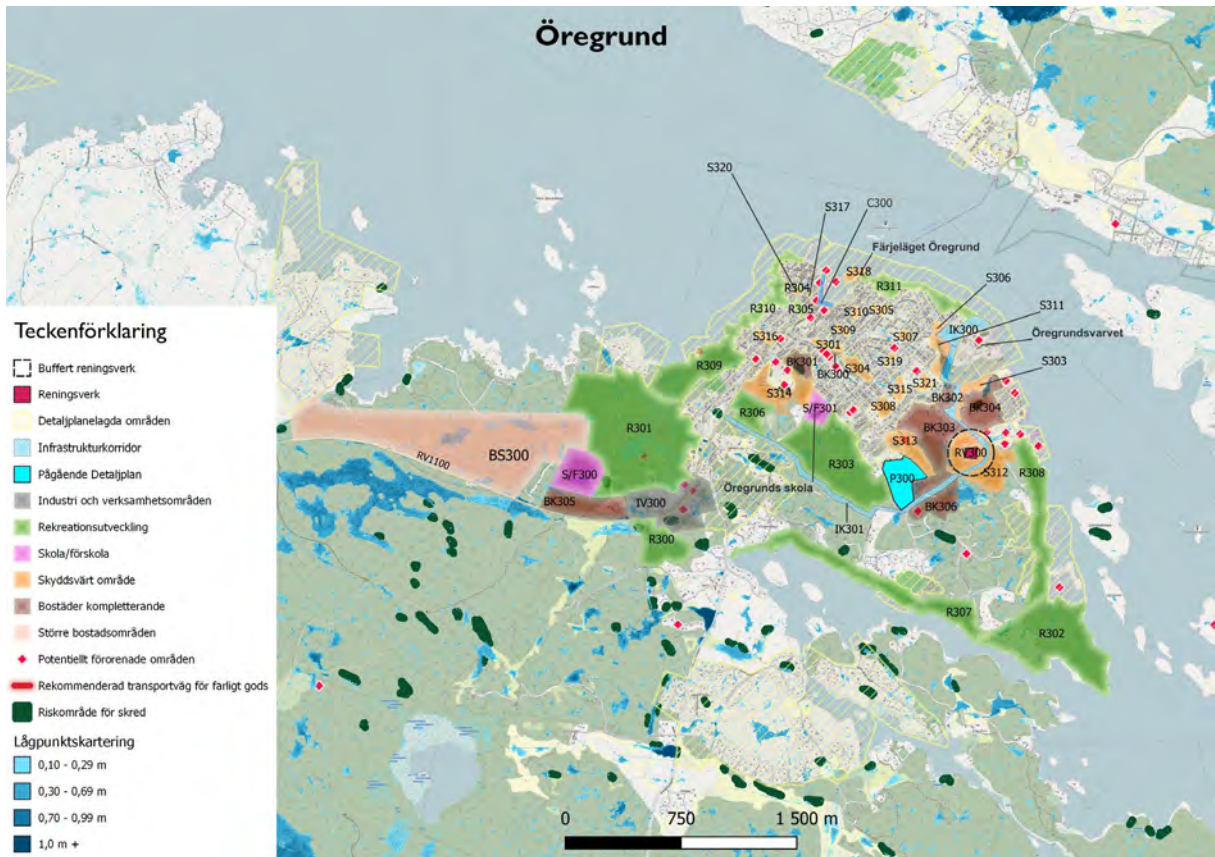 Öregrund
S320
S317
C300
Färjeläget Öregrund
S318
R304
R311
S306
R310
R305
S310
S305
S311
IK300
S309
S316
S307
Öregrundsvarvet
S301
S319
S303
R309
BK301
BK300
S304
S321
S314
S315
BK302
R306
S/F301
S308
BK304
R301
BK303
S313
BS300
RV300
RV1100
R303
S/F300
P300
S312
R308
Öregrunds skola
BK305
IV300
BK306
IK301
R300
R307
R302
Teckenförklaring
Buffert reningsverk
Reningsverk
Detaljplanelagda områden
Infrastrukturkorridor
Pågående Detaljplan
Industri och verksamhetsområden
Rekreationsutveckling
Skola/förskola
Skyddsvärt område
Bostäder kompletterande
Större bostadsområden
Potentiellt förorenade områden
Rekommenderad transportväg för farligt gods
Riskområde för skred
Lågpunktskartering
0,10 - 0,29 m
0,30 - 0,69 m
0,70 - 0,99 m
1,0 m +
0 750 1 500 m